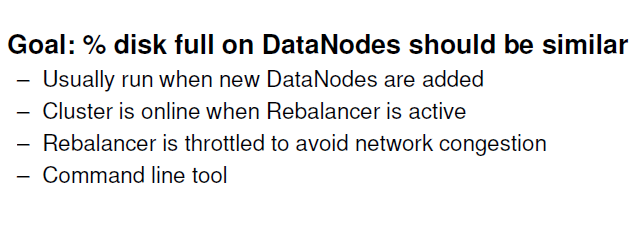 Goal: % disk full on DataNodes should be similar
– Usually run when new DataNodes are added
– Cluster is online when Rebalancer is active
– Rebalancer is throttled to avoid network congestion
– Command line tool